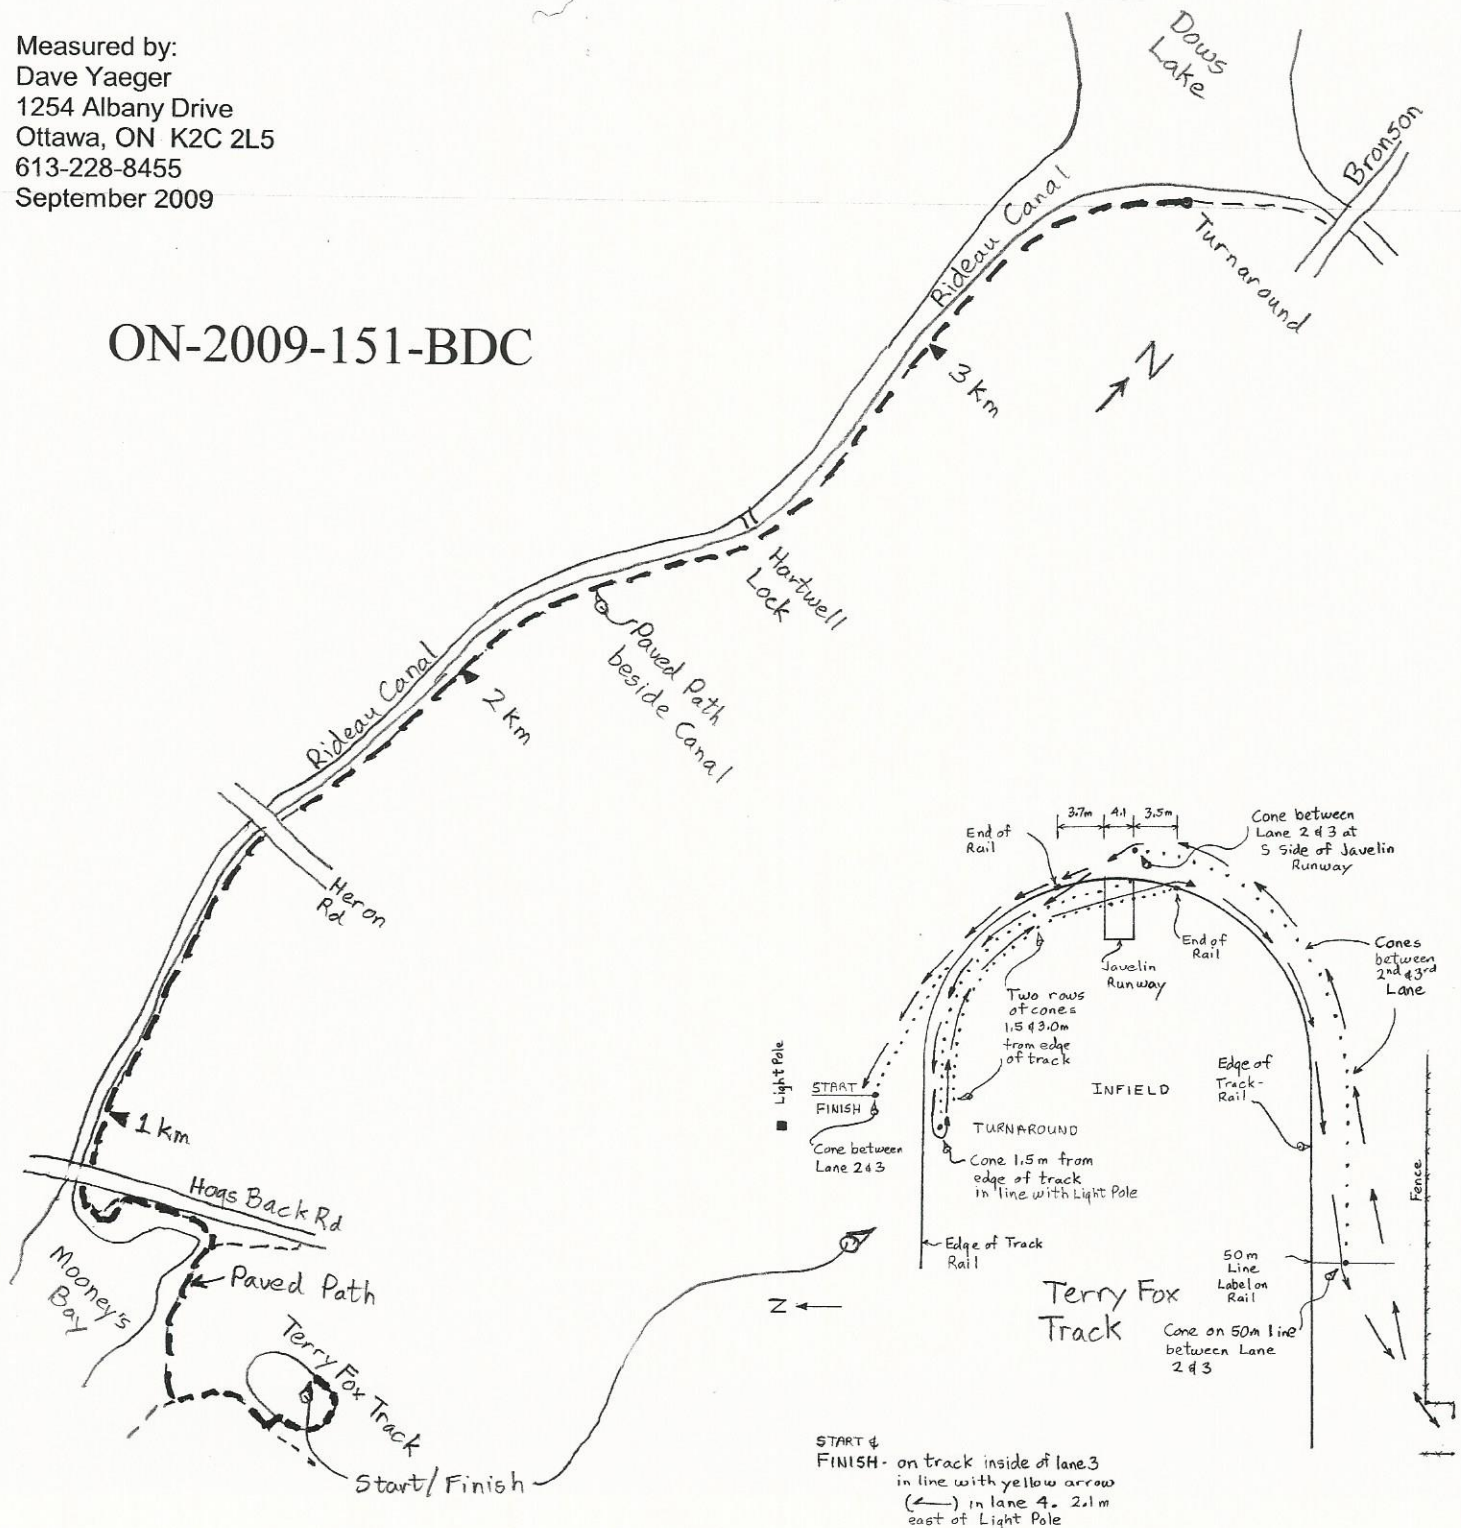 Measured by:
Dave Yaeger
1254 Albany Drive
Ottawa, ON K2C 2L5
613-228-8455
September 2009
ON-2009-151-BDC
Dows
Lake
Bronson
Rideau Canal
Turnaround
N
3 Km
Hartwell
Lock
Paved Path
beside Canal
Rideau Canal
2 Km
Heron
Rd
1 Km
Hogs Back Rd
Mooney's
Bay
Paved Path
Terry Fox Track
Start/Finish
3.7m
4.1
3.5m
End of
Rail
Cone between
Lane 2 & 3 at
S Side of Javelin
Runway
End of
Rail
Javelin
Runway
Cones
between
2nd & 3rd
Lane
Two rows
of cones
1.5 & 3.0m
from edge
of track
Light Pole
START
FINISH
INFIELD
Edge of
Track-
Rail
Cone between
Lane 2 & 3
TURNAROUND
Cone 1.5 m from
edge of track
in line with Light Pole
Fence
Edge of Track
Rail
50 m
Line
Label on
Rail
N
Terry Fox
Track
Cone on 50m line
between Lane
2 & 3
START &
FINISH - on track inside of lane 3
in line with yellow arrow
(←) in lane 4. 2.1 m
east of Light Pole